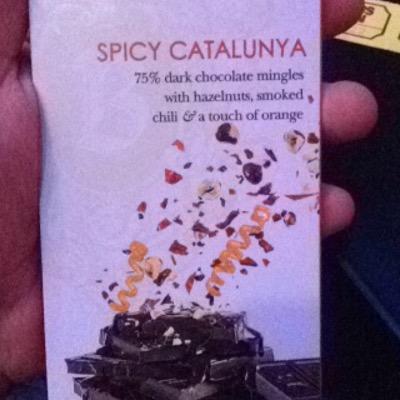 SPICY CATALUNYA
75% dark chocolate mingles
with hazelnuts, smoked
chili & a touch of orange